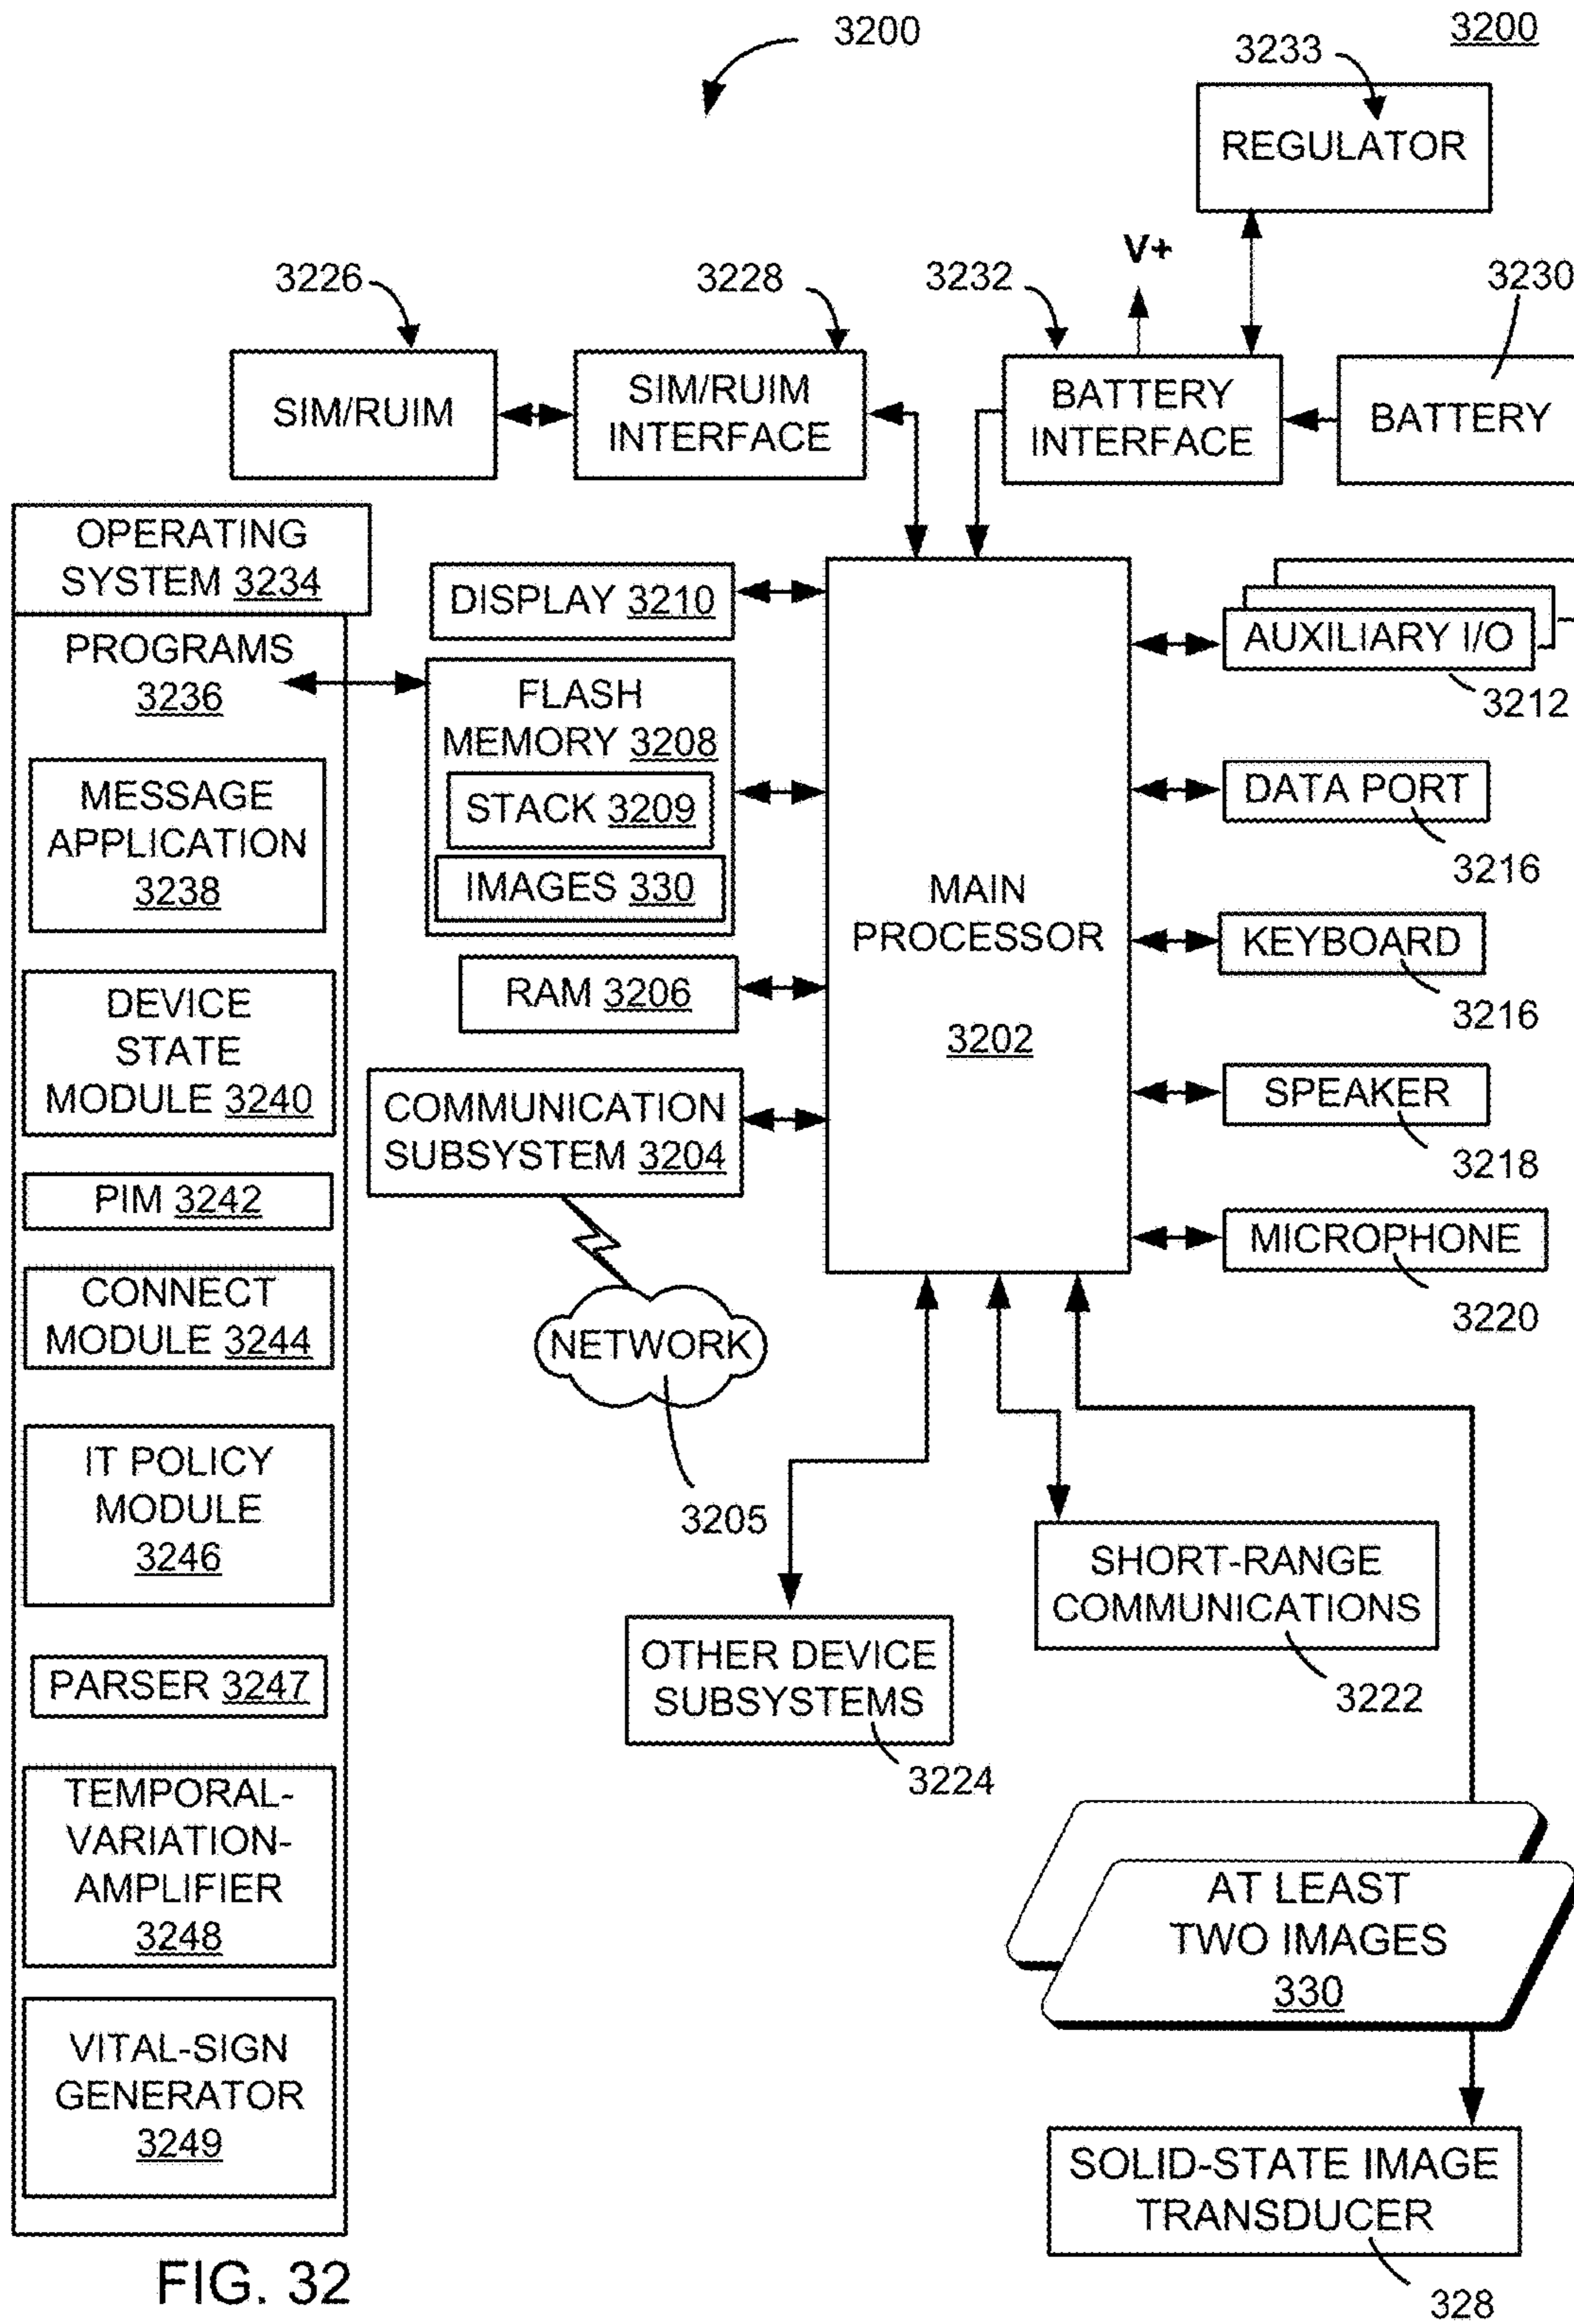 3200
3200
3233
REGULATOR
V+
3226
3228
3232
3230
SIM/RUIM
SIM/RUIM
INTERFACE
BATTERY
INTERFACE
BATTERY
OPERATING
SYSTEM 3234
PROGRAMS
3236
MESSAGE
APPLICATION
3238
DEVICE
STATE
MODULE 3240
PIM 3242
CONNECT
MODULE 3244
IT POLICY
MODULE
3246
PARSER 3247
TEMPORAL-
VARIATION-
AMPLIFIER
3248
VITAL-SIGN
GENERATOR
3249
DISPLAY 3210
FLASH
MEMORY 3208
STACK 3209
IMAGES 330
RAM 3206
COMMUNICATION
SUBSYSTEM 3204
NETWORK
3205
MAIN
PROCESSOR
3202
AUXILIARY I/O
3212
DATA PORT
3216
KEYBOARD
3216
SPEAKER
3218
MICROPHONE
3220
SHORT-RANGE
COMMUNICATIONS
3222
OTHER DEVICE
SUBSYSTEMS
3224
AT LEAST
TWO IMAGES
330
SOLID-STATE IMAGE
TRANSDUCER
328
FIG. 32